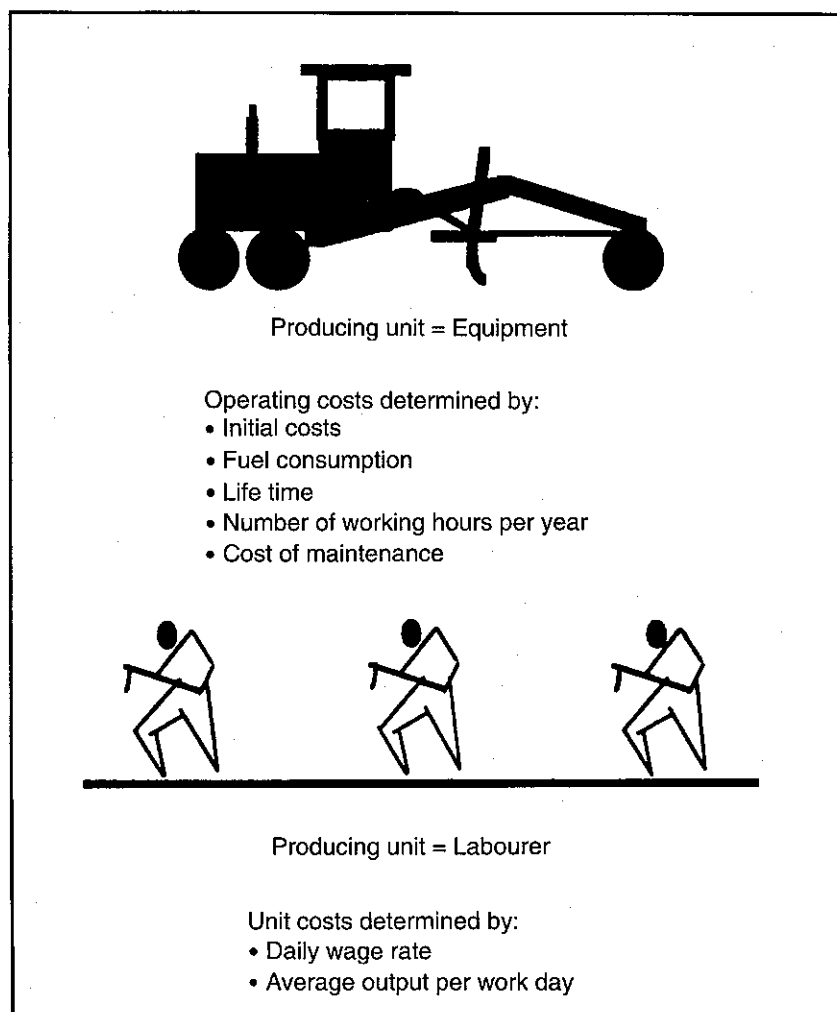 Producing unit = Equipment
Operating costs determined by:
• Initial costs
• Fuel consumption
• Life time
• Number of working hours per year
• Cost of maintenance
Producing unit = Labourer
Unit costs determined by:
• Daily wage rate
• Average output per work day